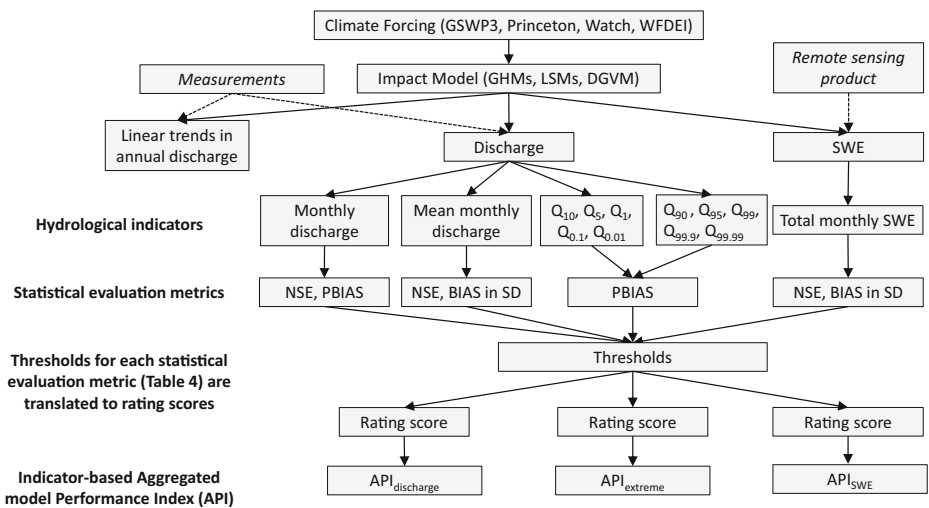 Climate Forcing (GSWP3, Princeton, Watch, WFDEI)
Measurements
Impact Model (GHMs, LSMs, DGVM)
Remote sensing
product
Linear trends in
annual discharge
Discharge
SWE
Hydrological indicators
Monthly
discharge
Mean monthly
discharge
Q10, Q5, Q1,
Q0.1, Q0.01
Q90 , Q95, Q99,
Q99.9, Q99.99
Total monthly SWE
Statistical evaluation metrics
NSE, PBIAS
NSE, BIAS in SD
PBIAS
NSE, BIAS in SD
Thresholds for each statistical
evaluation metric (Table 4) are
translated to rating scores
Thresholds
Rating score
Rating score
Rating score
Indicator-based Aggregated
model Performance Index (API)
APIdischarge
APIextreme
APISWE